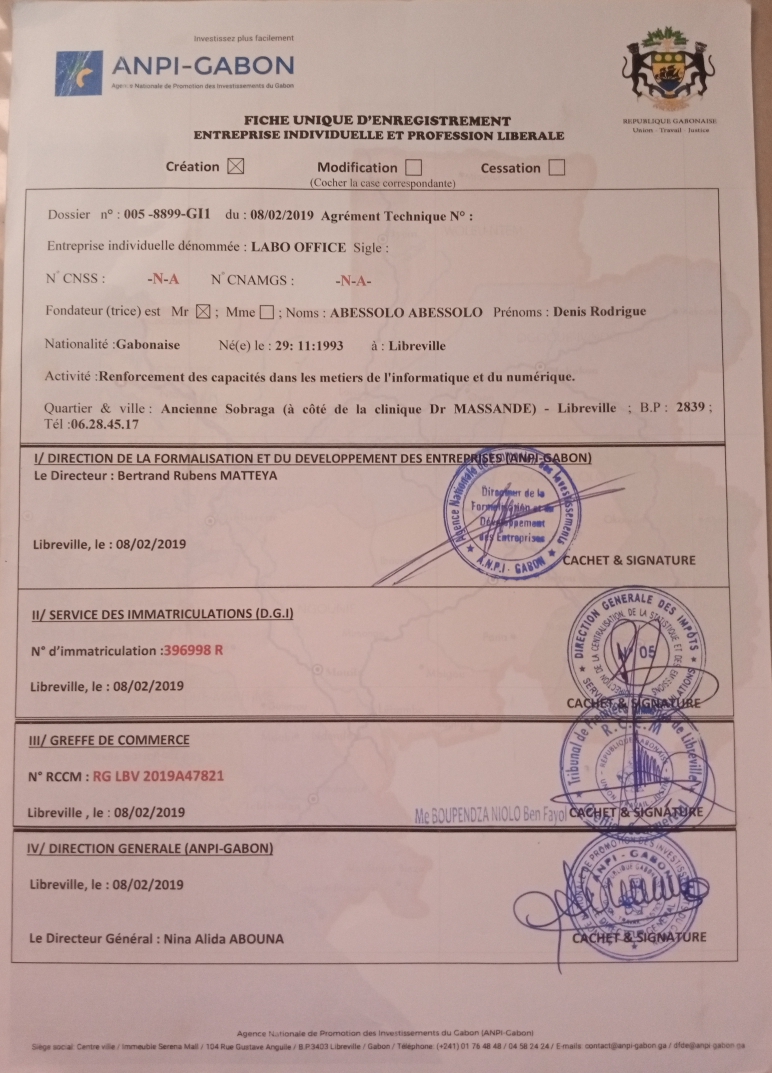 Investissez plus facilement
ANPI-GABON
Agence Nationale de Promotion des Investissements du Gabon
REPUBLIQUE GABONAISE
Union - Travail - Justice
FICHE UNIQUE D'ENREGISTREMENT
ENTREPRISE INDIVIDUELLE ET PROFESSION LIBERALE
Création ☒ Modification ☐ Cessation ☐
(Cocher la case correspondante)
Dossier n° : 005 -8899-GI1 du : 08/02/2019 Agrément Technique N° :
Entreprise individuelle dénommée : LABO OFFICE Sigle :
N° CNSS : -N-A N° CNAMGS : -N-A-
Fondateur (trice) est Mr ☒ ; Mme ☐ ; Noms : ABESSOLO ABESSOLO Prénoms : Denis Rodrigue
Nationalité :Gabonaise Né(e) le : 29: 11:1993 à : Libreville
Activité :Renforcement des capacités dans les metiers de l'informatique et du numérique.
Quartier & ville : Ancienne Sobraga (à côté de la clinique Dr MASSANDE) - Libreville ; B.P : 2839 ;
Tél :06.28.45.17
I/ DIRECTION DE LA FORMALISATION ET DU DEVELOPPEMENT DES ENTREPRISES (ANPI-GABON)
Le Directeur : Bertrand Rubens MATTEYA
Agence Nationale de Promotion des Investissements
Directeur de la
Formalisation et du
Développement
des Entreprises
A.N.P.I - GABON
Libreville, le : 08/02/2019
CACHET & SIGNATURE
II/ SERVICE DES IMMATRICULATIONS (D.G.I)
DIRECTION GENERALE DES IMPÔTS
N° 05
N° d'immatriculation :396998 R
Libreville, le : 08/02/2019
CACHET & SIGNATURE
III/ GREFFE DE COMMERCE
Tribunal de Première Instance de Libreville
R.C.C.M
N° RCCM : RG LBV 2019A47821
Libreville , le : 08/02/2019
Me BOUPENDZA NIOLO Ben Fayol
CACHET & SIGNATURE
IV/ DIRECTION GENERALE (ANPI-GABON)
ANPI - GABON
Libreville, le : 08/02/2019
Le Directeur Général : Nina Alida ABOUNA
CACHET & SIGNATURE
Agence Nationale de Promotion des Investissements du Gabon (ANPI-Gabon)
Siège social: Centre ville / Immeuble Serena Mall / 104 Rue Gustave Anguile / B.P.3403 Libreville / Gabon / Téléphone: (+241) 01 76 48 48 / 04 58 24 24 / E-mails: contact@anpi-gabon.ga / dfde@anpi-gabon.ga